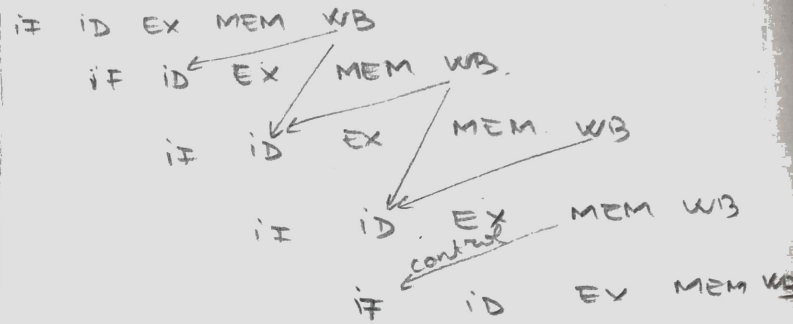 iF iD EX MEM WB
iF iD EX MEM WB.
iF iD EX MEM. WB
iF iD EX MEM WB
control
iF iD EX MEM WB